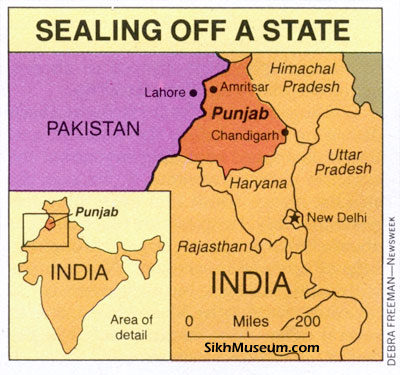 SEALING OFF A STATE
Himachal
Pradesh
Lahore
Amritsar
Punjab
PAKISTAN
Chandigarh
Uttar
Pradesh
Haryana
New Delhi
Rajasthan
INDIA
0 Miles 200
SikhMuseum.com
Punjab
INDIA
Area of
detail
DEBRA FREEMAN—NEWSWEEK